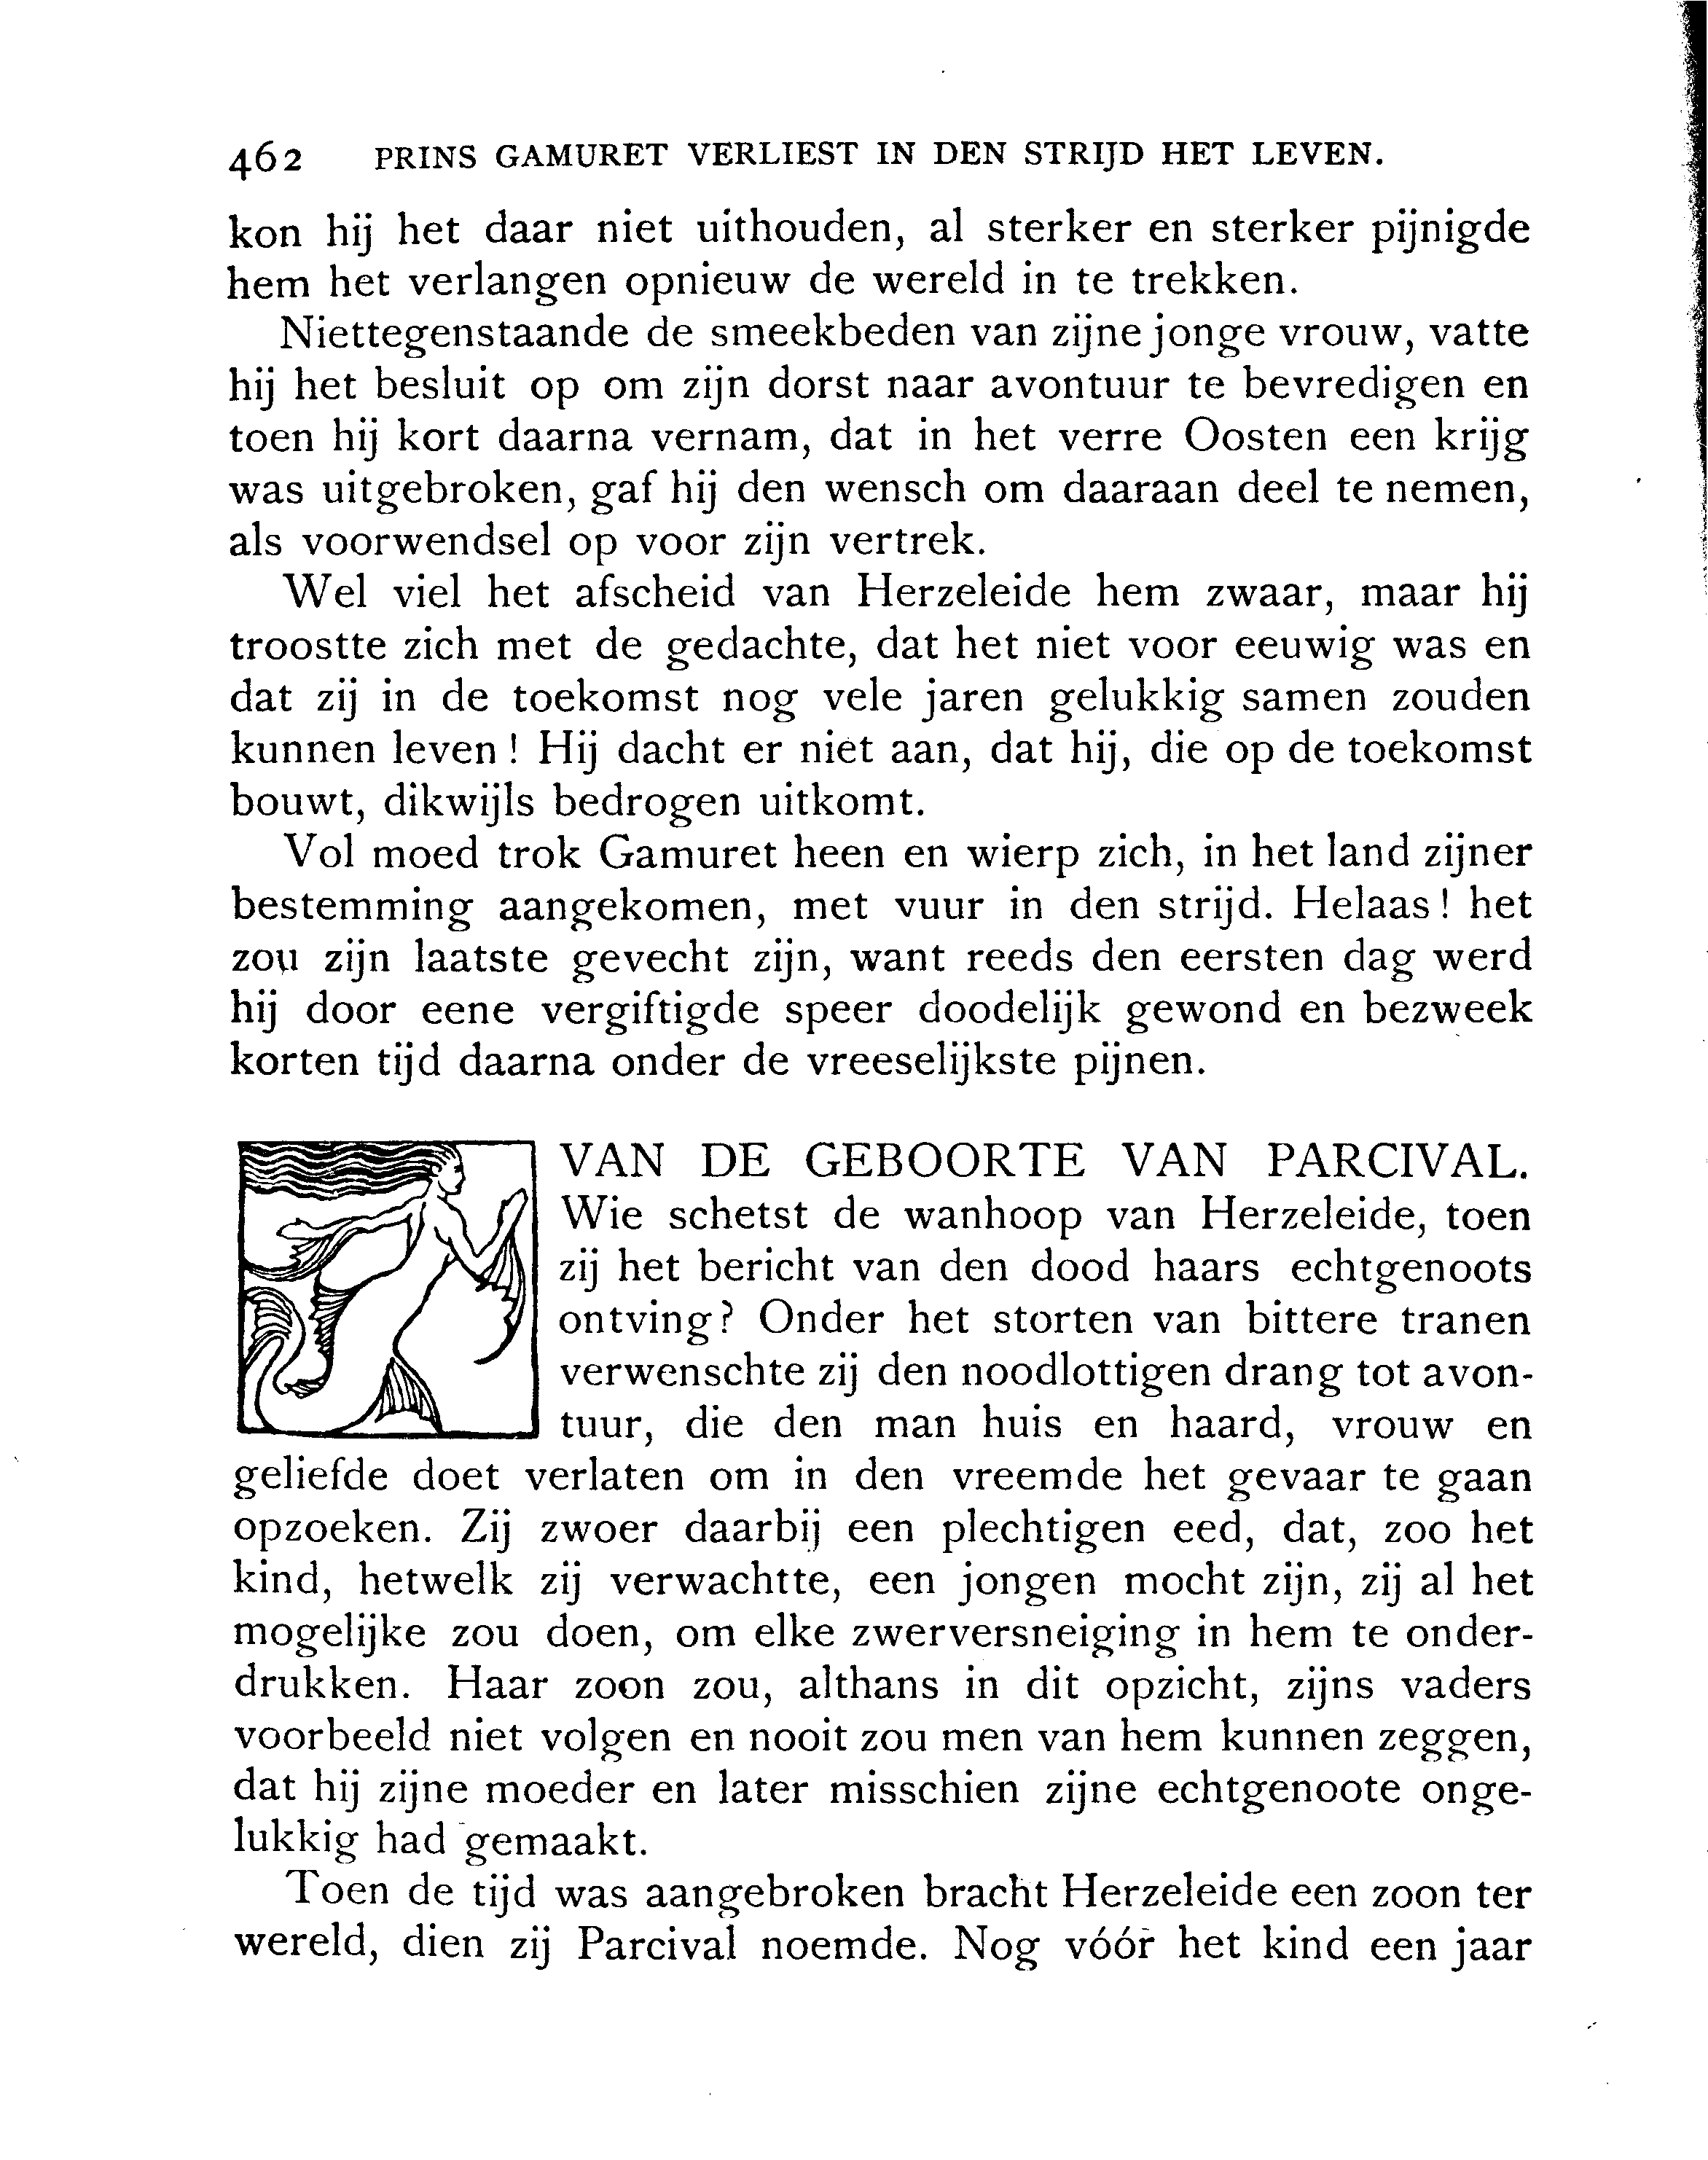 462 PRINS GAMURET VERLIEST IN DEN STRIJD HET LEVEN.
kon hij het daar niet uithouden, al sterker en sterker pijnigde
hem het verlangen opnieuw de wereld in te trekken.
Niettegenstaande de smeekbeden van zijne jonge vrouw, vatte
hij het besluit op om zijn dorst naar avontuur te bevredigen en
toen hij kort daarna vernam, dat in het verre Oosten een krijg
was uitgebroken, gaf hij den wensch om daaraan deel te nemen,
als voorwendsel op voor zijn vertrek.
Wel viel het afscheid van Herzeleide hem zwaar, maar hij
troostte zich met de gedachte, dat het niet voor eeuwig was en
dat zij in de toekomst nog vele jaren gelukkig samen zouden
kunnen leven! Hij dacht er niet aan, dat hij, die op de toekomst
bouwt, dikwijls bedrogen uitkomt.
Vol moed trok Gamuret heen en wierp zich, in het land zijner
bestemming aangekomen, met vuur in den strijd. Helaas! het
zou zijn laatste gevecht zijn, want reeds den eersten dag werd
hij door eene vergiftigde speer doodelijk gewond en bezweek
korten tijd daarna onder de vreeselijkste pijnen.
VAN DE GEBOORTE VAN PARCIVAL.
Wie schetst de wanhoop van Herzeleide, toen
zij het bericht van den dood haars echtgenoots
ontving? Onder het storten van bittere tranen
verwenschte zij den noodlottigen drang tot avon-
tuur, die den man huis en haard, vrouw en
geliefde doet verlaten om in den vreemde het gevaar te gaan
opzoeken. Zij zwoer daarbij een plechtigen eed, dat, zoo het
kind, hetwelk zij verwachtte, een jongen mocht zijn, zij al het
mogelijke zou doen, om elke zwerversneiging in hem te onder-
drukken. Haar zoon zou, althans in dit opzicht, zijns vaders
voorbeeld niet volgen en nooit zou men van hem kunnen zeggen,
dat hij zijne moeder en later misschien zijne echtgenoote onge-
lukkig had gemaakt.
Toen de tijd was aangebroken bracht Herzeleide een zoon ter
wereld, dien zij Parcival noemde. Nog vóór het kind een jaar